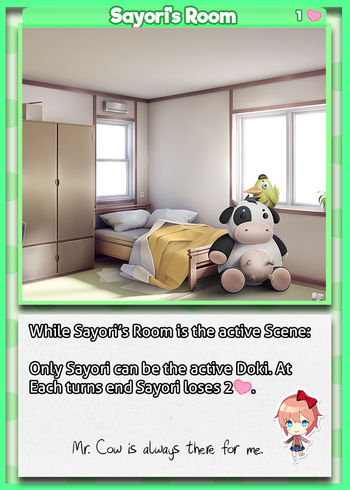 Sayori's Room 1
While Sayori's Room is the active Scene:
Only Sayori can be the active Doki. At
Each turns end Sayori loses 2🩷.
Mr. Cow is always there for me.